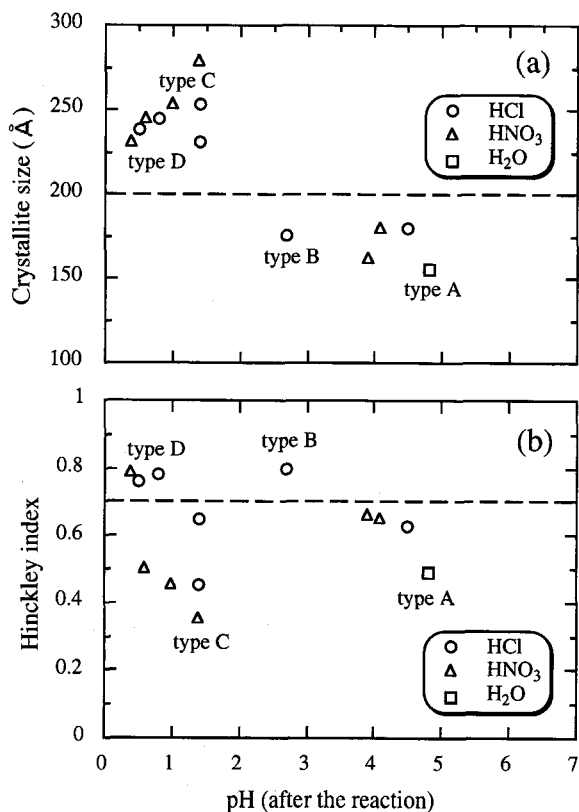 300
250
200
150
100
Crystallite size (Å)
(a)
type C
type D
type B
type A
HCl
HNO₃
H₂O
1
0.8
0.6
0.4
0.2
0
Hinckley index
(b)
type D
type B
type A
type C
HCl
HNO₃
H₂O
0 1 2 3 4 5 6 7
pH (after the reaction)